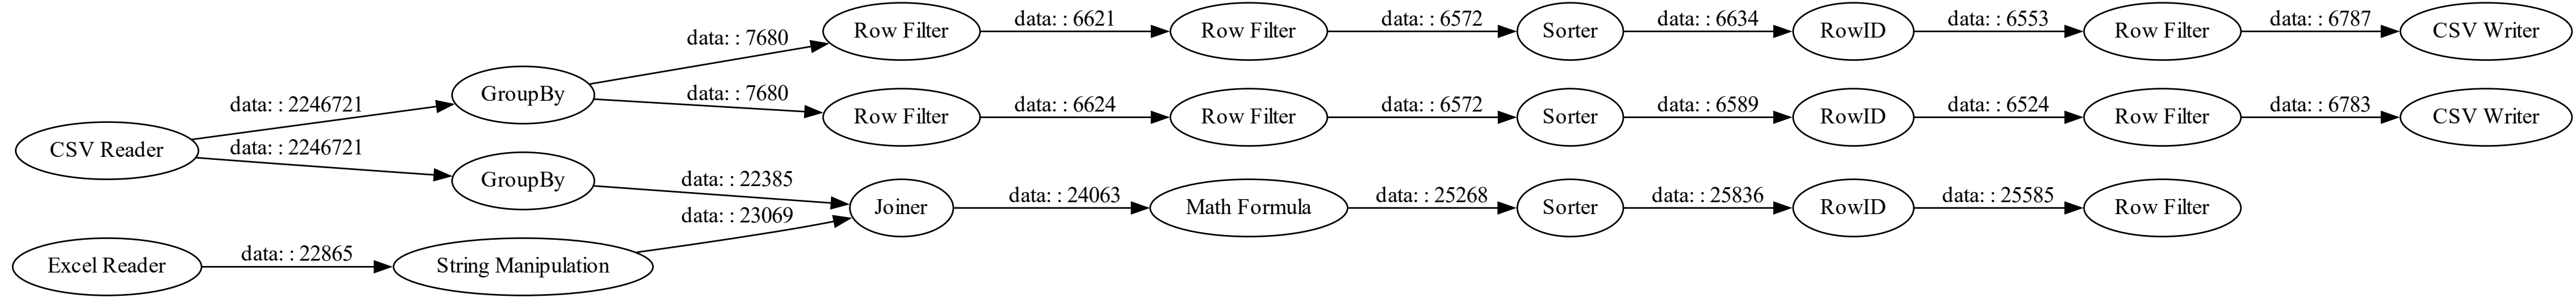 data: : 6621
data: : 6572
data: : 6634
data: : 6553
data: : 6787
Row Filter
Row Filter
Sorter
RowID
Row Filter
CSV Writer
data: : 7680
GroupBy
data: : 7680
data: : 6624
data: : 6572
data: : 6589
data: : 6524
data: : 6783
data: : 2246721
Row Filter
Row Filter
Sorter
RowID
Row Filter
CSV Writer
CSV Reader
data: : 2246721
GroupBy
data: : 22385
data: : 24063
data: : 25268
data: : 25836
data: : 25585
Joiner
Math Formula
Sorter
RowID
Row Filter
data: : 23069
Excel Reader
data: : 22865
String Manipulation